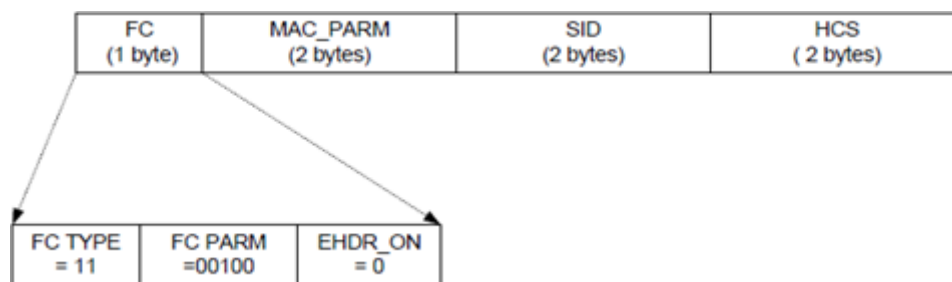 FC MAC_PARM SID HCS
(1 byte) (2 bytes) (2 bytes) ( 2 bytes)
FC TYPE FC PARM EHDR_ON
= 11 =00100 = 0